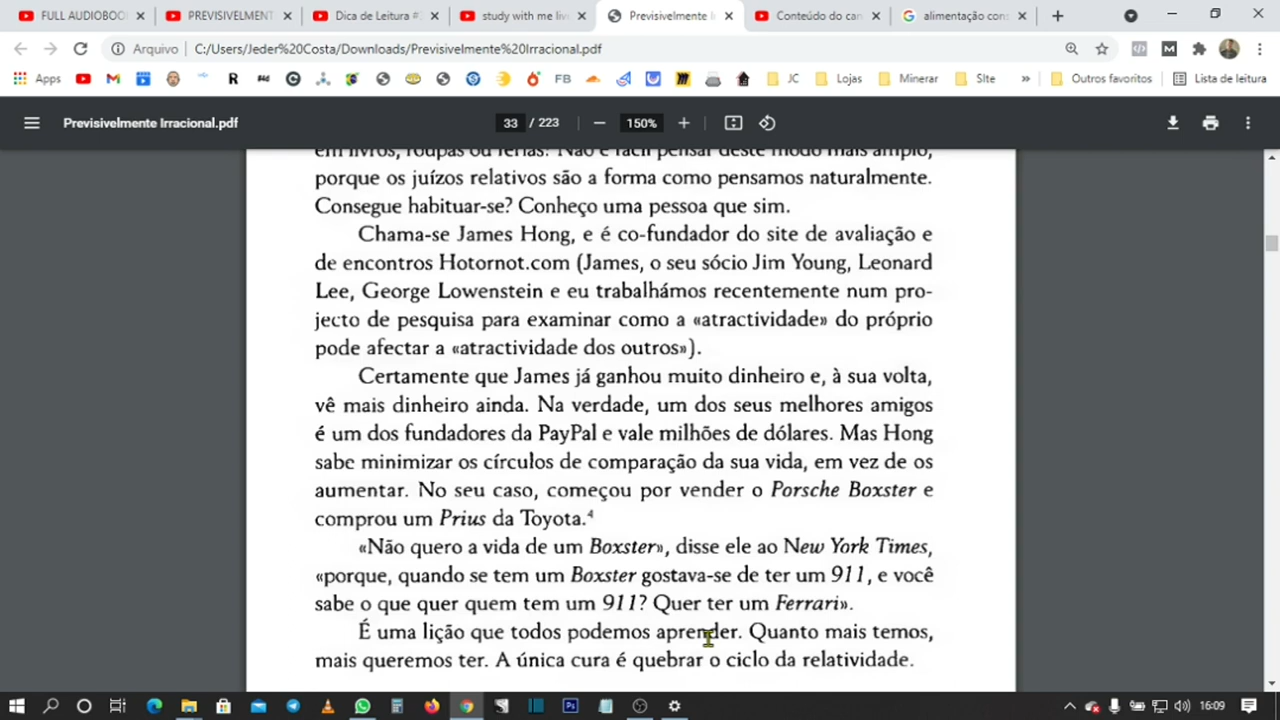 FULL AUDIOBOO
PREVISIVELMENT
Dica de Leitura #
study with me liv
Previsivelmente I
Conteúdo do can
alimentação cons
Arquivo
C:/Users/Jeder%20Costa/Downloads/Previsivelmente%20Irracional.pdf
Apps
FB
JC
Lojas
Minerar
SIte
»
Outros favoritos
Lista de leitura
Previsivelmente Irracional.pdf
33 / 223
150%
em livros, roupas ou férias? Não é fácil pensar deste modo mais amplo,
porque os juízos relativos são a forma como pensamos naturalmente.
Consegue habituar-se? Conheço uma pessoa que sim.
Chama-se James Hong, e é co-fundador do site de avaliação e
de encontros Hotornot.com (James, o seu sócio Jim Young, Leonard
Lee, George Lowenstein e eu trabalhámos recentemente num pro-
jecto de pesquisa para examinar como a «atractividade» do próprio
pode afectar a «atractividade dos outros»).
Certamente que James já ganhou muito dinheiro e, à sua volta,
vê mais dinheiro ainda. Na verdade, um dos seus melhores amigos
é um dos fundadores da PayPal e vale milhões de dólares. Mas Hong
sabe minimizar os círculos de comparação da sua vida, em vez de os
aumentar. No seu caso, começou por vender o Porsche Boxster e
comprou um Prius da Toyota.4
«Não quero a vida de um Boxster», disse ele ao New York Times,
«porque, quando se tem um Boxster gostava-se de ter um 911, e você
sabe o que quer quem tem um 911? Quer ter um Ferrari».
É uma lição que todos podemos aprender. Quanto mais temos,
mais queremos ter. A única cura é quebrar o ciclo da relatividade.
16:09